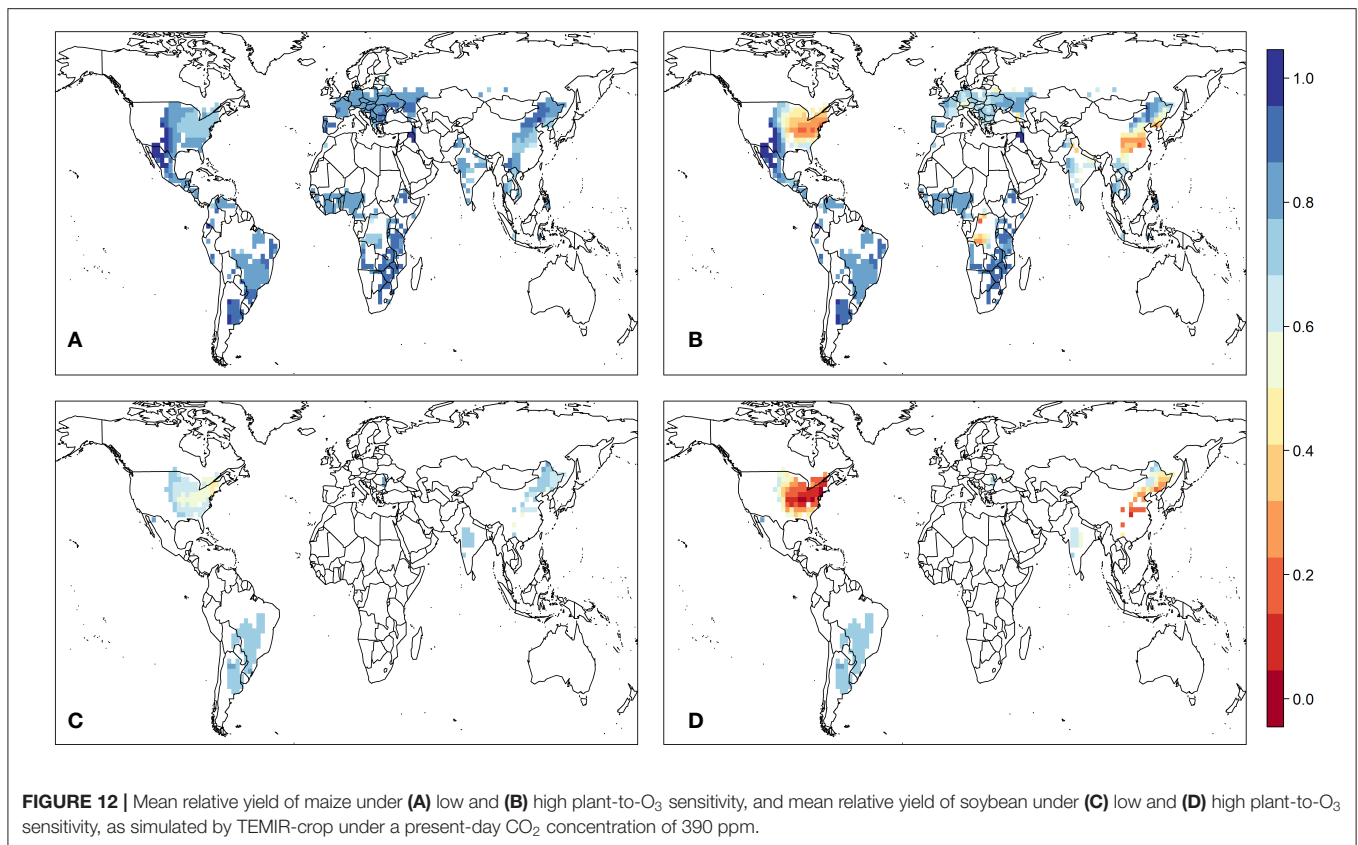 A
B
1.0
0.8
0.6
0.4
0.2
0.0
C
D
FIGURE 12 | Mean relative yield of maize under (A) low and (B) high plant-to-O₃ sensitivity, and mean relative yield of soybean under (C) low and (D) high plant-to-O₃
sensitivity, as simulated by TEMIR-crop under a present-day CO₂ concentration of 390 ppm.